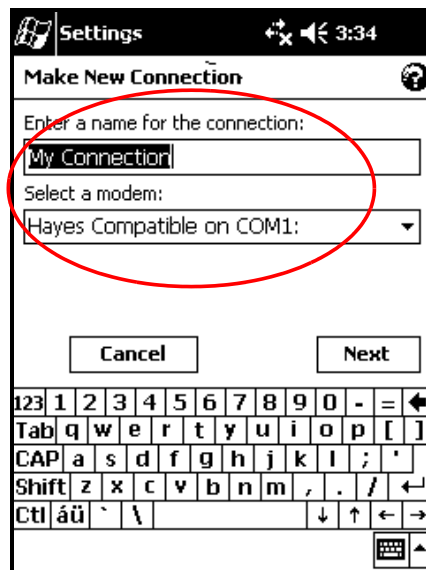 Settings 3:34
Make New Connection
Enter a name for the connection:
My Connection
Select a modem:
Hayes Compatible on COM1:
Cancel Next
123 1 2 3 4 5 6 7 8 9 0 - = ←
Tab q w e r t y u i o p [ ]
CAP a s d f g h j k l ; '
Shift z x c v b n m , . / ↵
Ctl áü ` \ ↓ ↑ ← →